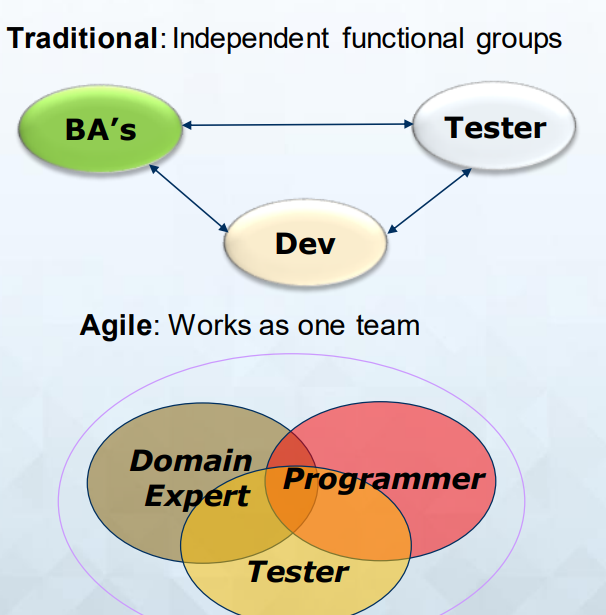 Traditional: Independent functional groups
BA's
Tester
Dev
Agile: Works as one team
Domain
Expert
Programmer
Tester